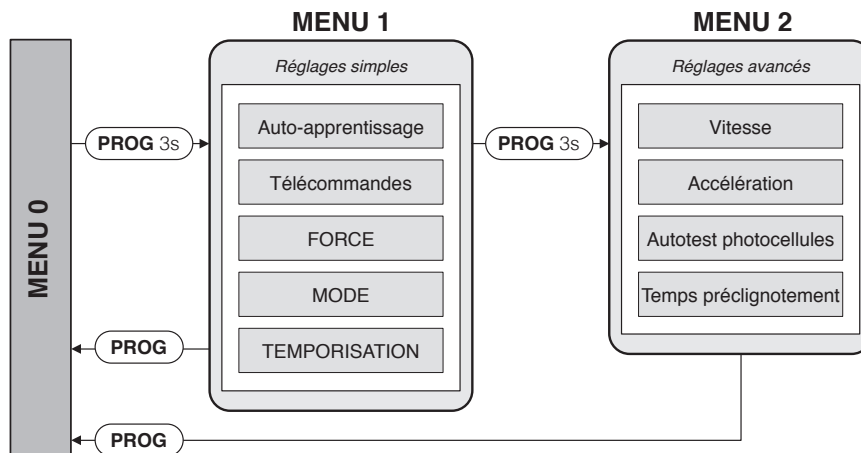 MENU 1
MENU 2
Réglages simples
Réglages avancés
Auto-apprentissage
Télécommandes
FORCE
MODE
TEMPORISATION
Vitesse
Accélération
Autotest photocellules
Temps préclignotement
PROG 3s
PROG 3s
MENU 0
PROG
PROG